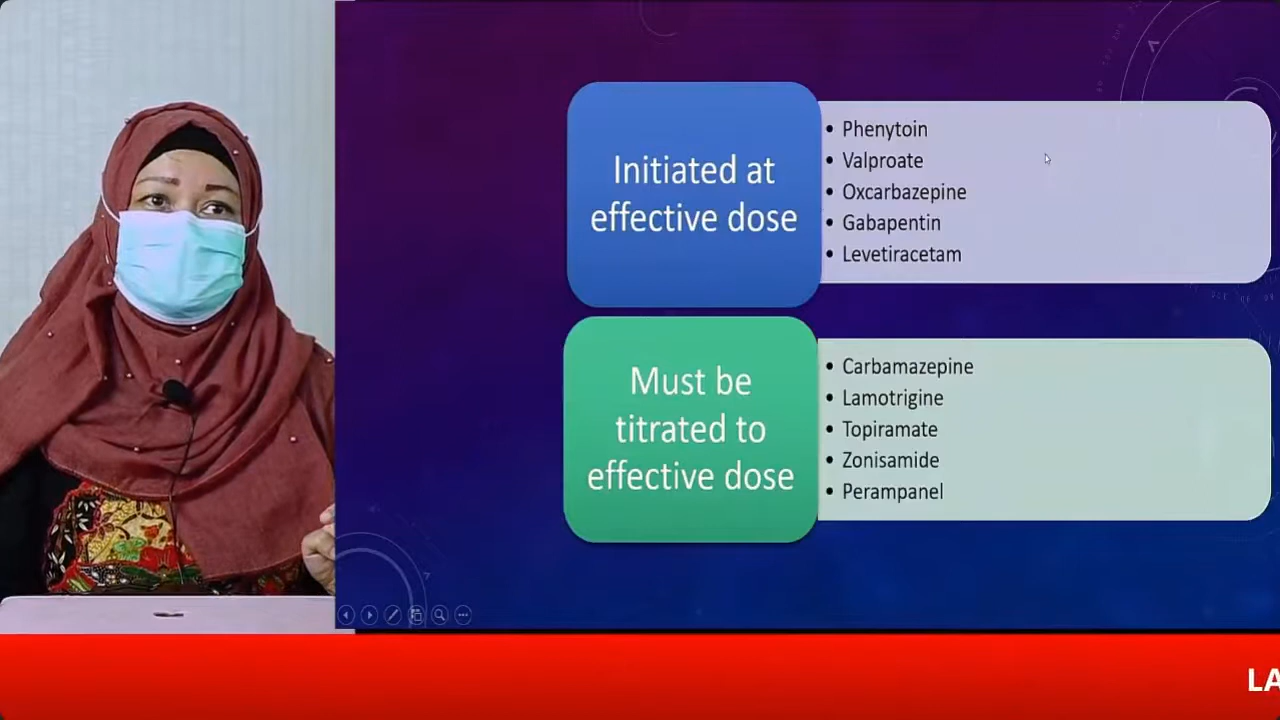 Initiated at
effective dose
• Phenytoin
• Valproate
• Oxcarbazepine
• Gabapentin
• Levetiracetam
Must be
titrated to
effective dose
• Carbamazepine
• Lamotrigine
• Topiramate
• Zonisamide
• Perampanel
LA